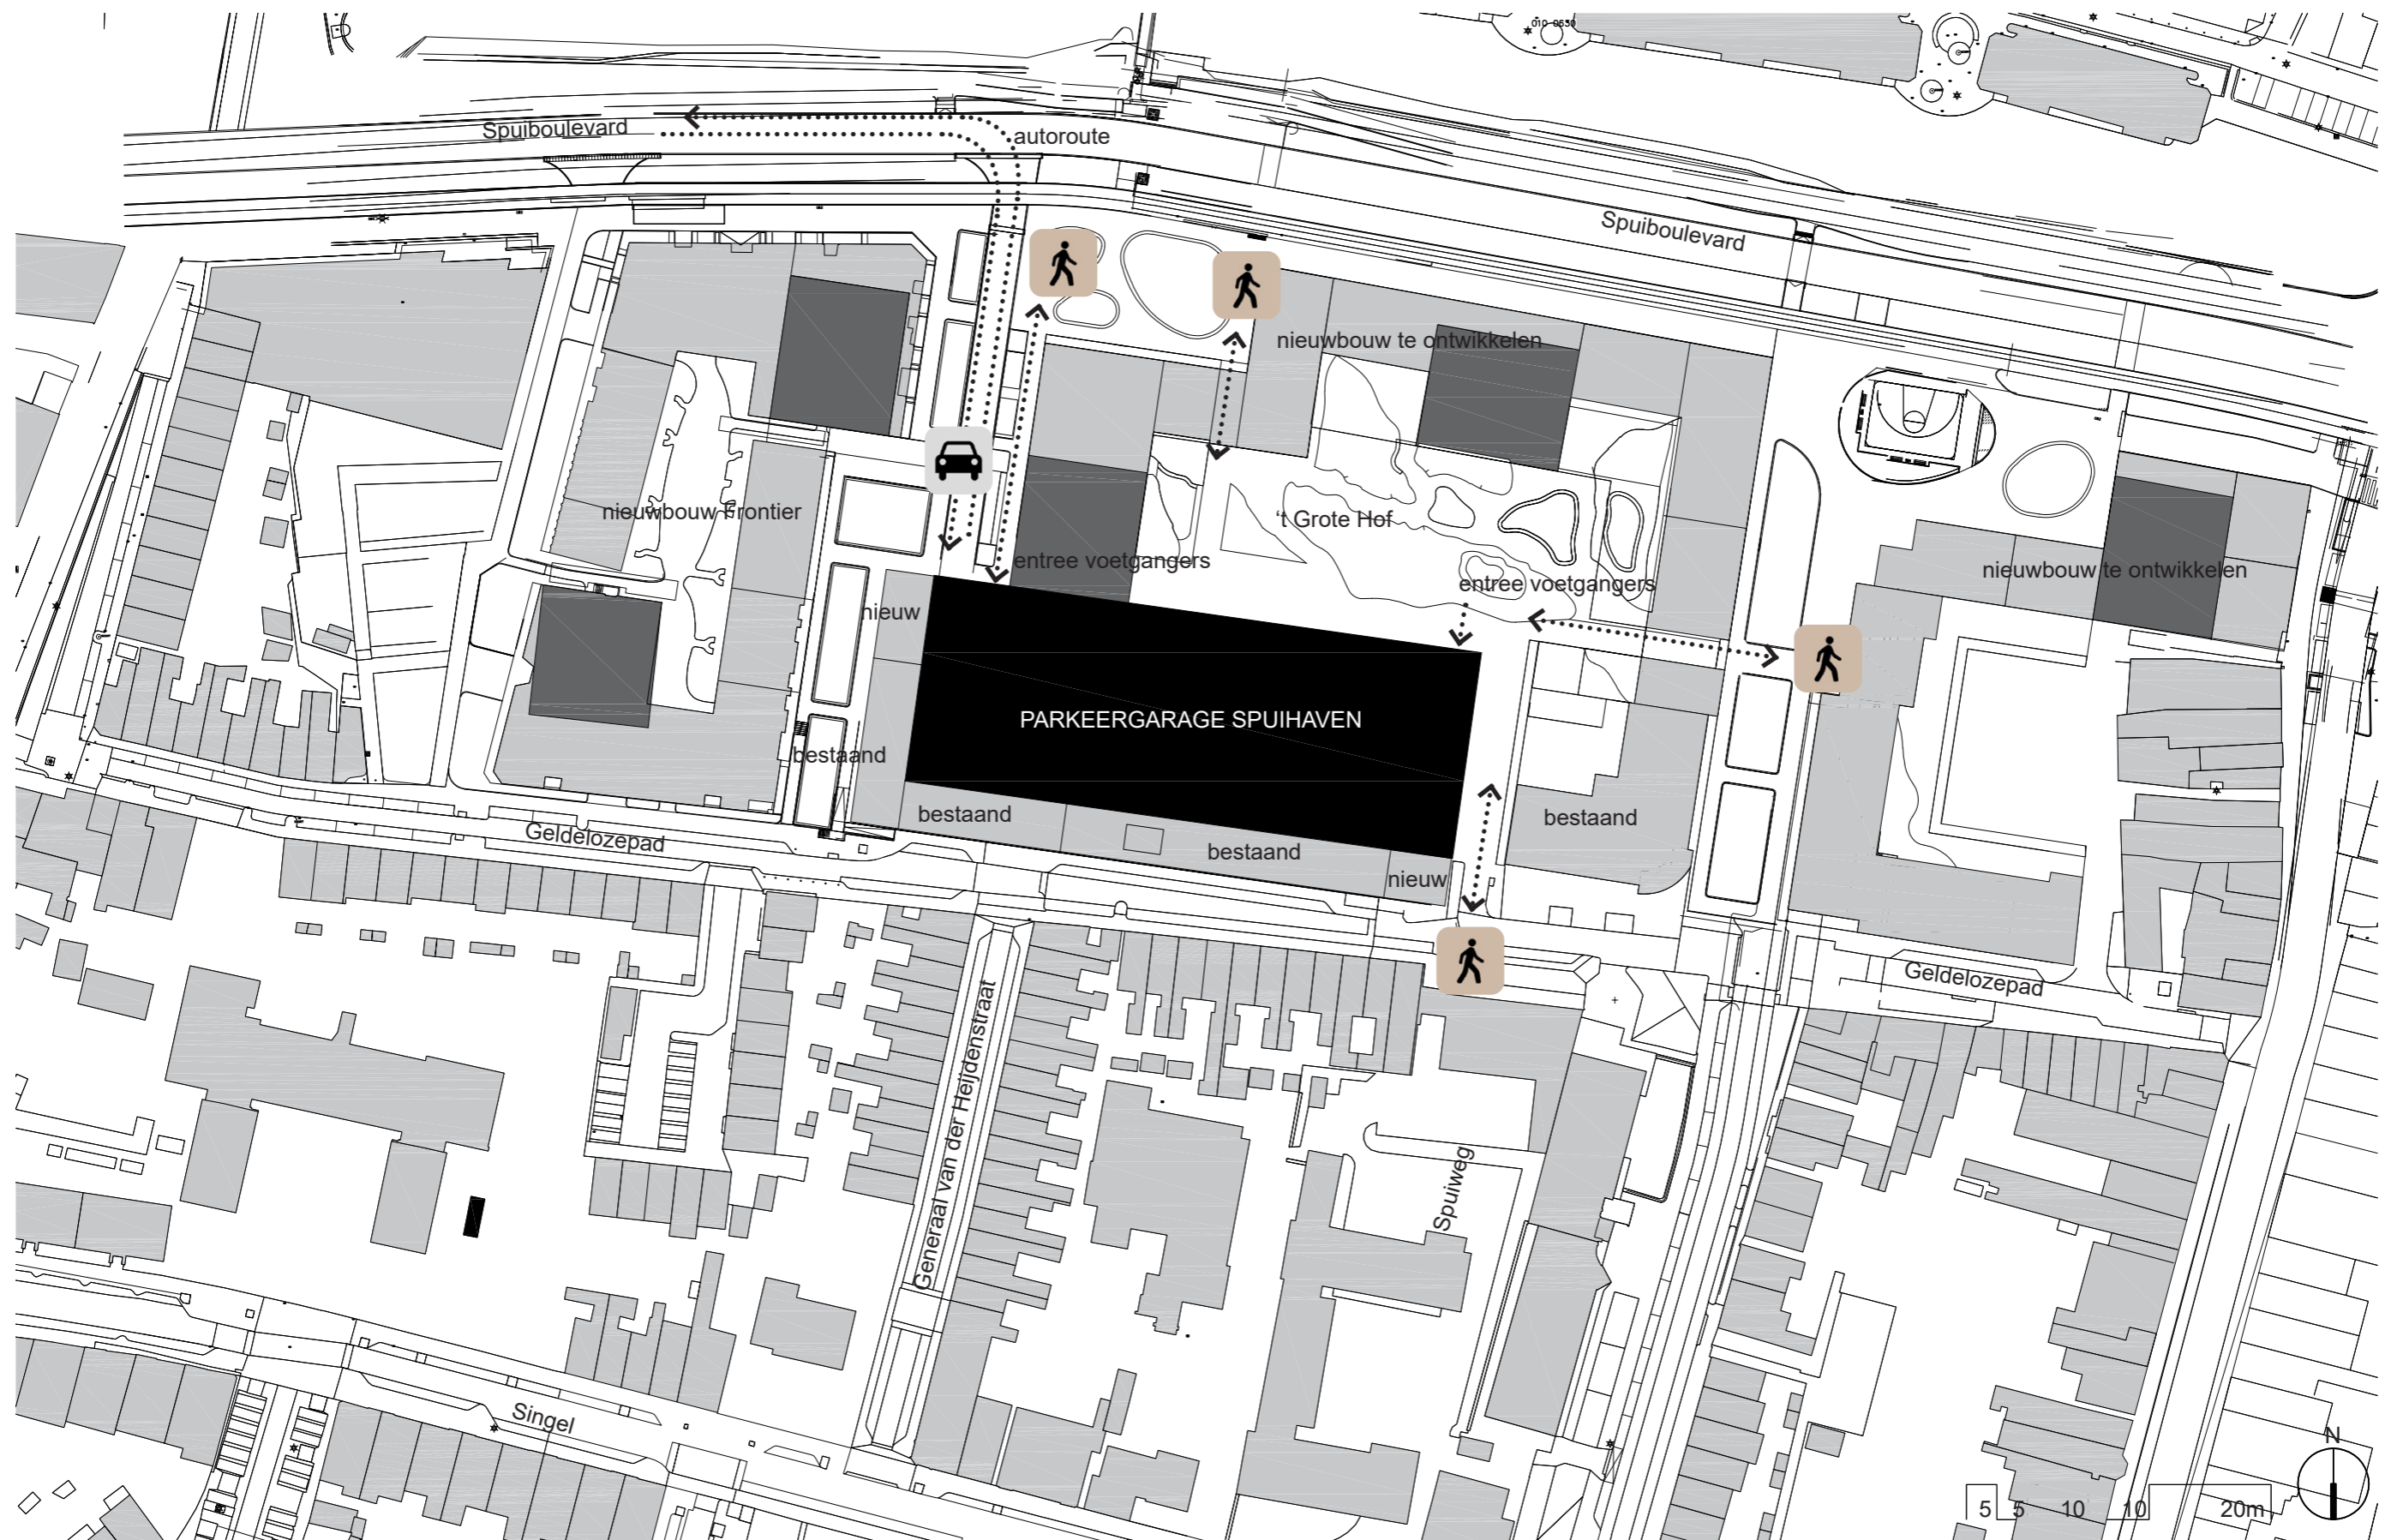 010 0650
Spuiboulevard
autoroute
Spuiboulevard
nieuwbouw te ontwikkelen
nieuwbouw Frontier
't Grote Hof
entree voetgangers
entree voetgangers
nieuwbouw te ontwikkelen
nieuw
PARKEERGARAGE SPUIHAVEN
bestaand
bestaand
bestaand
Geldelozepad
bestaand
nieuw
Geldelozepad
Generaal van der Heijdenstraat
Spuiweg
Singel
N
5 5 10 10 20m